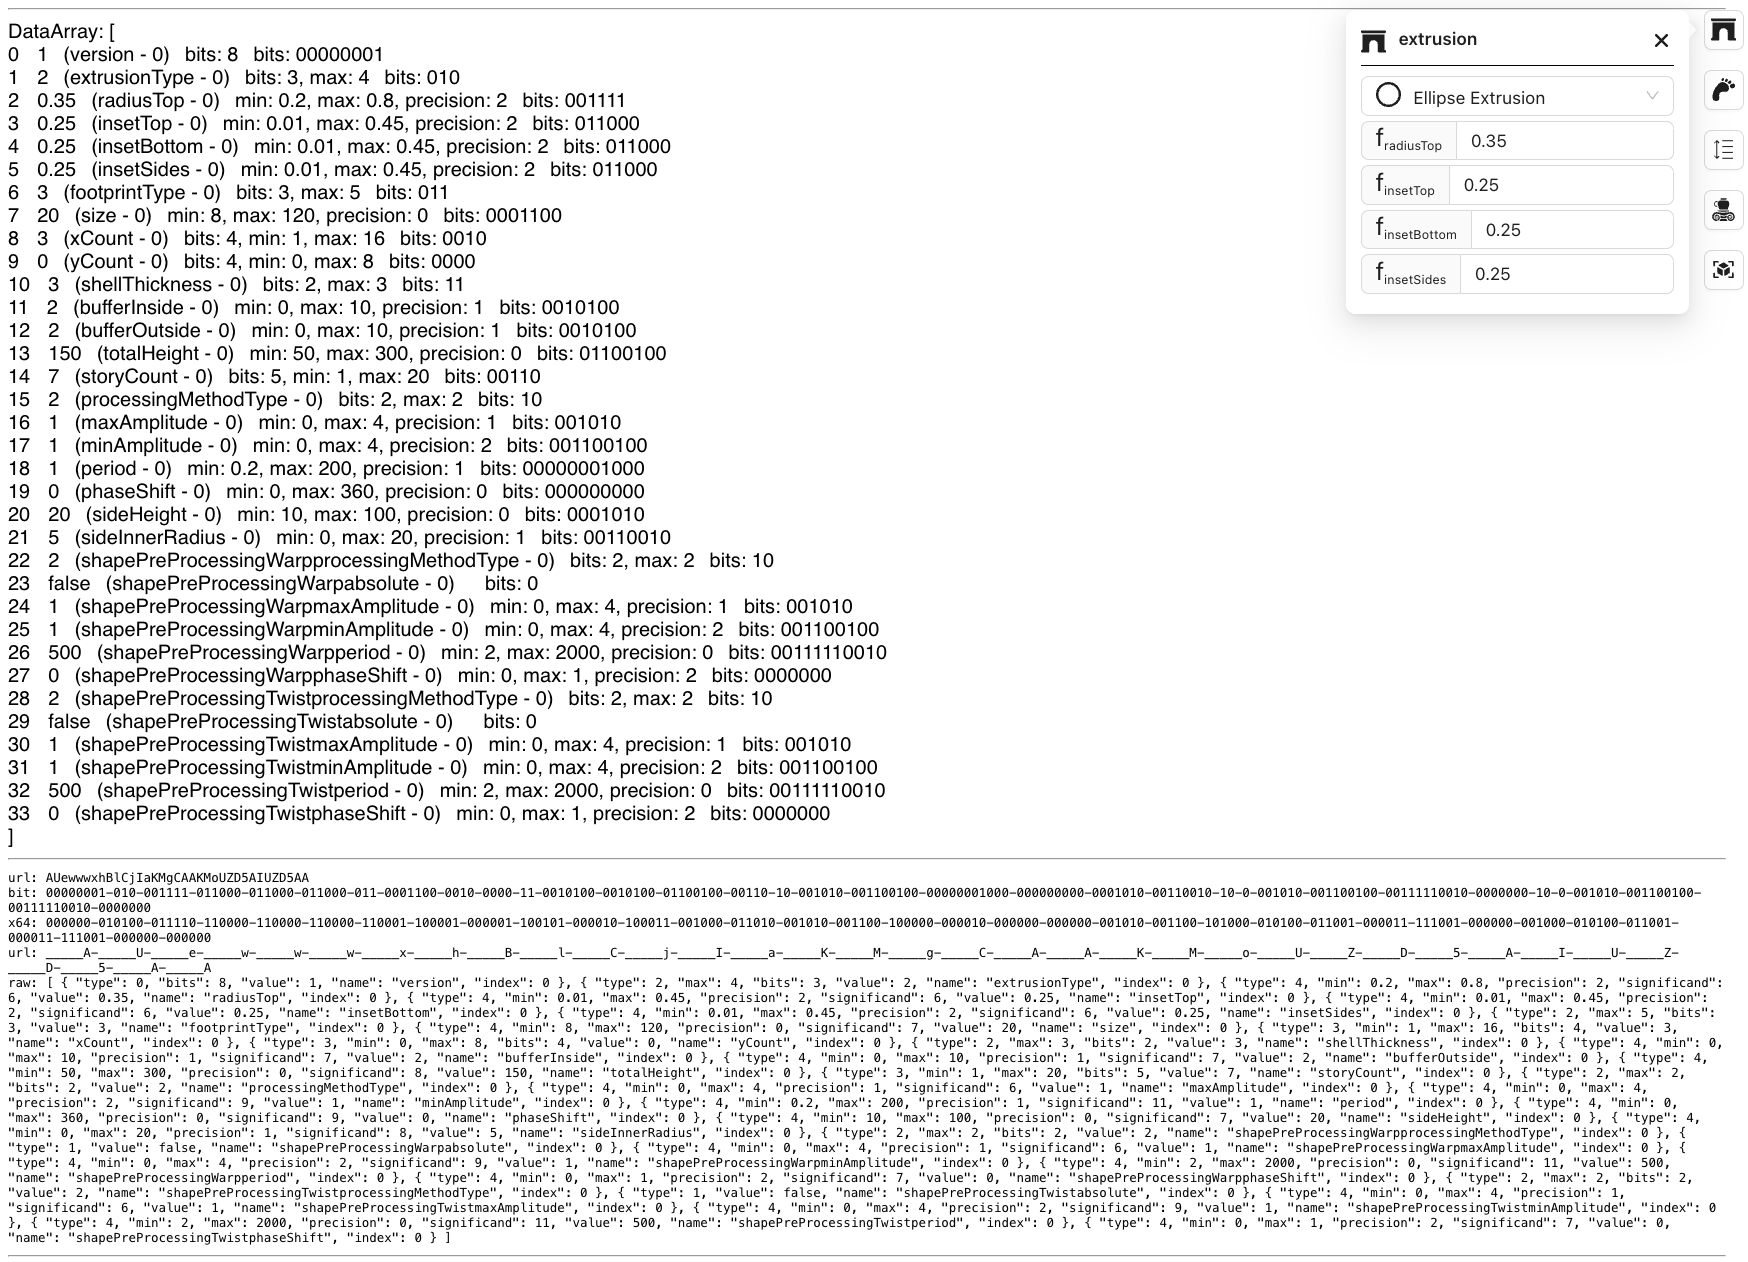 DataArray: [
0 1 (version - 0) bits: 8 bits: 00000001
1 2 (extrusionType - 0) bits: 3, max: 4 bits: 010
2 0.35 (radiusTop - 0) min: 0.2, max: 0.8, precision: 2 bits: 001111
3 0.25 (insetTop - 0) min: 0.01, max: 0.45, precision: 2 bits: 011000
4 0.25 (insetBottom - 0) min: 0.01, max: 0.45, precision: 2 bits: 011000
5 0.25 (insetSides - 0) min: 0.01, max: 0.45, precision: 2 bits: 011000
6 3 (footprintType - 0) bits: 3, max: 5 bits: 011
7 20 (size - 0) min: 8, max: 120, precision: 0 bits: 0001100
8 3 (xCount - 0) bits: 4, min: 1, max: 16 bits: 0010
9 0 (yCount - 0) bits: 4, min: 0, max: 8 bits: 0000
10 3 (shellThickness - 0) bits: 2, max: 3 bits: 11
11 2 (bufferInside - 0) min: 0, max: 10, precision: 1 bits: 0010100
12 2 (bufferOutside - 0) min: 0, max: 10, precision: 1 bits: 0010100
13 150 (totalHeight - 0) min: 50, max: 300, precision: 0 bits: 01100100
14 7 (storyCount - 0) bits: 5, min: 1, max: 20 bits: 00110
15 2 (processingMethodType - 0) bits: 2, max: 2 bits: 10
16 1 (maxAmplitude - 0) min: 0, max: 4, precision: 1 bits: 001010
17 1 (minAmplitude - 0) min: 0, max: 4, precision: 2 bits: 001100100
18 1 (period - 0) min: 0.2, max: 200, precision: 1 bits: 00000001000
19 0 (phaseShift - 0) min: 0, max: 360, precision: 0 bits: 000000000
20 20 (sideHeight - 0) min: 10, max: 100, precision: 0 bits: 0001010
21 5 (sideInnerRadius - 0) min: 0, max: 20, precision: 1 bits: 00110010
22 2 (shapePreProcessingWarpprocessingMethodType - 0) bits: 2, max: 2 bits: 10
23 false (shapePreProcessingWarpabsolute - 0) bits: 0
24 1 (shapePreProcessingWarpmaxAmplitude - 0) min: 0, max: 4, precision: 1 bits: 001010
25 1 (shapePreProcessingWarpminAmplitude - 0) min: 0, max: 4, precision: 2 bits: 001100100
26 500 (shapePreProcessingWarpperiod - 0) min: 2, max: 2000, precision: 0 bits: 00111110010
27 0 (shapePreProcessingWarpphaseShift - 0) min: 0, max: 1, precision: 2 bits: 0000000
28 2 (shapePreProcessingTwistprocessingMethodType - 0) bits: 2, max: 2 bits: 10
29 false (shapePreProcessingTwistabsolute - 0) bits: 0
30 1 (shapePreProcessingTwistmaxAmplitude - 0) min: 0, max: 4, precision: 1 bits: 001010
31 1 (shapePreProcessingTwistminAmplitude - 0) min: 0, max: 4, precision: 2 bits: 001100100
32 500 (shapePreProcessingTwistperiod - 0) min: 2, max: 2000, precision: 0 bits: 00111110010
33 0 (shapePreProcessingTwistphaseShift - 0) min: 0, max: 1, precision: 2 bits: 0000000
]
extrusion
Ellipse Extrusion
f radiusTop 0.35
f insetTop 0.25
f insetBottom 0.25
f insetSides 0.25
url: AUewwwxhBlCjIaKMgCAAKMoUZD5AIUZD5AA
bit: 00000001-010-001111-011000-011000-011000-011-0001100-0010-0000-11-0010100-0010100-01100100-00110-10-001010-001100100-00000001000-000000000-0001010-00110010-10-0-001010-001100100-00111110010-0000000-10-0-001010-001100100-
00111110010-0000000
x64: 000000-010100-011110-110000-110000-110000-110001-100001-000001-100101-000010-100011-001000-011010-001010-001100-100000-000010-000000-000000-001010-001100-101000-010100-011001-000011-111001-000000-001000-010100-011001-
000011-111001-000000-000000
url: _____A-_____U-_____e-_____w-_____w-_____w-_____x-_____h-_____B-_____l-_____C-_____j-_____I-_____a-_____K-_____M-_____g-_____C-_____A-_____A-_____K-_____M-_____o-_____U-_____Z-_____D-_____5-_____A-_____I-_____U-_____Z-
_____D-_____5-_____A-_____A
raw: [ { "type": 0, "bits": 8, "value": 1, "name": "version", "index": 0 }, { "type": 2, "max": 4, "bits": 3, "value": 2, "name": "extrusionType", "index": 0 }, { "type": 4, "min": 0.2, "max": 0.8, "precision": 2, "significand":
6, "value": 0.35, "name": "radiusTop", "index": 0 }, { "type": 4, "min": 0.01, "max": 0.45, "precision": 2, "significand": 6, "value": 0.25, "name": "insetTop", "index": 0 }, { "type": 4, "min": 0.01, "max": 0.45, "precision":
2, "significand": 6, "value": 0.25, "name": "insetBottom", "index": 0 }, { "type": 4, "min": 0.01, "max": 0.45, "precision": 2, "significand": 6, "value": 0.25, "name": "insetSides", "index": 0 }, { "type": 2, "max": 5, "bits":
3, "value": 3, "name": "footprintType", "index": 0 }, { "type": 4, "min": 8, "max": 120, "precision": 0, "significand": 7, "value": 20, "name": "size", "index": 0 }, { "type": 3, "min": 1, "max": 16, "bits": 4, "value": 3,
"name": "xCount", "index": 0 }, { "type": 3, "min": 0, "max": 8, "bits": 4, "value": 0, "name": "yCount", "index": 0 }, { "type": 2, "max": 3, "bits": 2, "value": 3, "name": "shellThickness", "index": 0 }, { "type": 4, "min": 0,
"max": 10, "precision": 1, "significand": 7, "value": 2, "name": "bufferInside", "index": 0 }, { "type": 4, "min": 0, "max": 10, "precision": 1, "significand": 7, "value": 2, "name": "bufferOutside", "index": 0 }, { "type": 4,
"min": 50, "max": 300, "precision": 0, "significand": 8, "value": 150, "name": "totalHeight", "index": 0 }, { "type": 3, "min": 1, "max": 20, "bits": 5, "value": 7, "name": "storyCount", "index": 0 }, { "type": 2, "max": 2,
"bits": 2, "value": 2, "name": "processingMethodType", "index": 0 }, { "type": 4, "min": 0, "max": 4, "precision": 1, "significand": 6, "value": 1, "name": "maxAmplitude", "index": 0 }, { "type": 4, "min": 0, "max": 4,
"precision": 2, "significand": 9, "value": 1, "name": "minAmplitude", "index": 0 }, { "type": 4, "min": 0.2, "max": 200, "precision": 1, "significand": 11, "value": 1, "name": "period", "index": 0 }, { "type": 4, "min": 0,
"max": 360, "precision": 0, "significand": 9, "value": 0, "name": "phaseShift", "index": 0 }, { "type": 4, "min": 10, "max": 100, "precision": 0, "significand": 7, "value": 20, "name": "sideHeight", "index": 0 }, { "type": 4,
"min": 0, "max": 20, "precision": 1, "significand": 8, "value": 5, "name": "sideInnerRadius", "index": 0 }, { "type": 2, "max": 2, "bits": 2, "value": 2, "name": "shapePreProcessingWarpprocessingMethodType", "index": 0 }, {
"type": 1, "value": false, "name": "shapePreProcessingWarpabsolute", "index": 0 }, { "type": 4, "min": 0, "max": 4, "precision": 1, "significand": 6, "value": 1, "name": "shapePreProcessingWarpmaxAmplitude", "index": 0 }, {
"type": 4, "min": 0, "max": 4, "precision": 2, "significand": 9, "value": 1, "name": "shapePreProcessingWarpminAmplitude", "index": 0 }, { "type": 4, "min": 2, "max": 2000, "precision": 0, "significand": 11, "value": 500,
"name": "shapePreProcessingWarpperiod", "index": 0 }, { "type": 4, "min": 0, "max": 1, "precision": 2, "significand": 7, "value": 0, "name": "shapePreProcessingWarpphaseShift", "index": 0 }, { "type": 2, "max": 2, "bits": 2,
"value": 2, "name": "shapePreProcessingTwistprocessingMethodType", "index": 0 }, { "type": 1, "value": false, "name": "shapePreProcessingTwistabsolute", "index": 0 }, { "type": 4, "min": 0, "max": 4, "precision": 1,
"significand": 6, "value": 1, "name": "shapePreProcessingTwistmaxAmplitude", "index": 0 }, { "type": 4, "min": 0, "max": 4, "precision": 2, "significand": 9, "value": 1, "name": "shapePreProcessingTwistminAmplitude", "index": 0
}, { "type": 4, "min": 2, "max": 2000, "precision": 0, "significand": 11, "value": 500, "name": "shapePreProcessingTwistperiod", "index": 0 }, { "type": 4, "min": 0, "max": 1, "precision": 2, "significand": 7, "value": 0,
"name": "shapePreProcessingTwistphaseShift", "index": 0 } ]